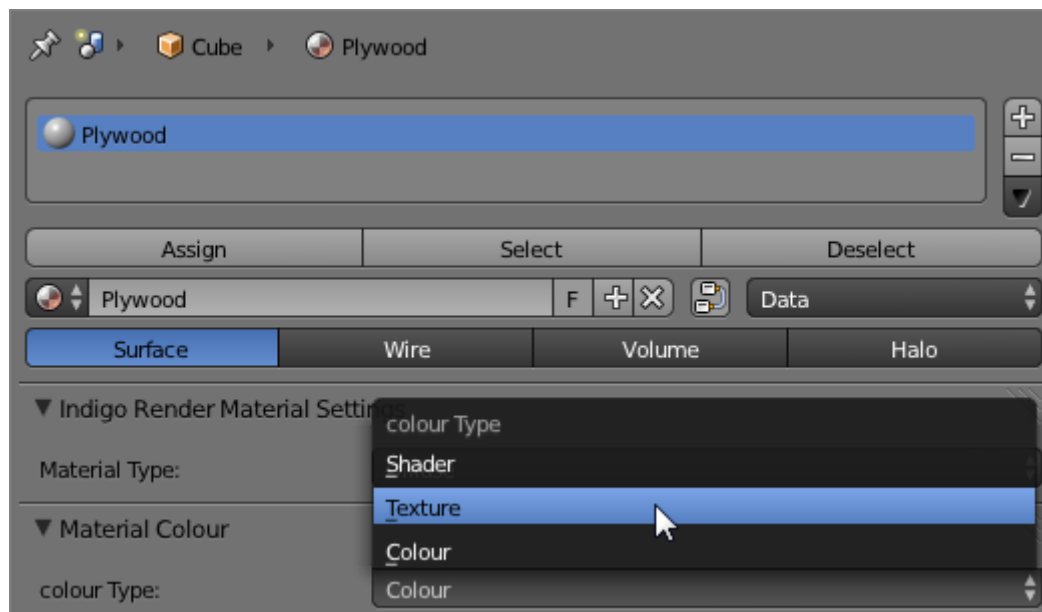 Cube Plywood
Plywood
Assign Select Deselect
Plywood F Data
Surface Wire Volume Halo
Indigo Render Material Settings
colour Type
Material Type:
Shader
Texture
Material Colour
Colour
colour Type: Colour